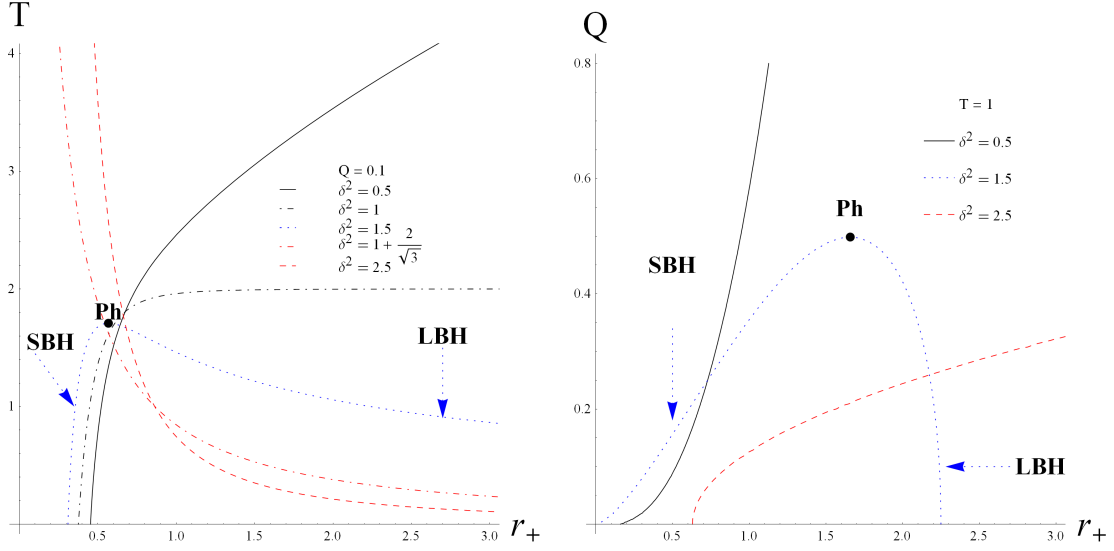 T
4
3
2
1
0.5
1.0
1.5
2.0
2.5
3.0
r₊
Q = 0.1
δ² = 0.5
δ² = 1
δ² = 1.5
δ² = 1 + 2/√3
δ² = 2.5
Ph
SBH
LBH
Q
0.8
0.6
0.4
0.2
0.5
1.0
1.5
2.0
2.5
3.0
r₊
T = 1
δ² = 0.5
δ² = 1.5
δ² = 2.5
Ph
SBH
LBH